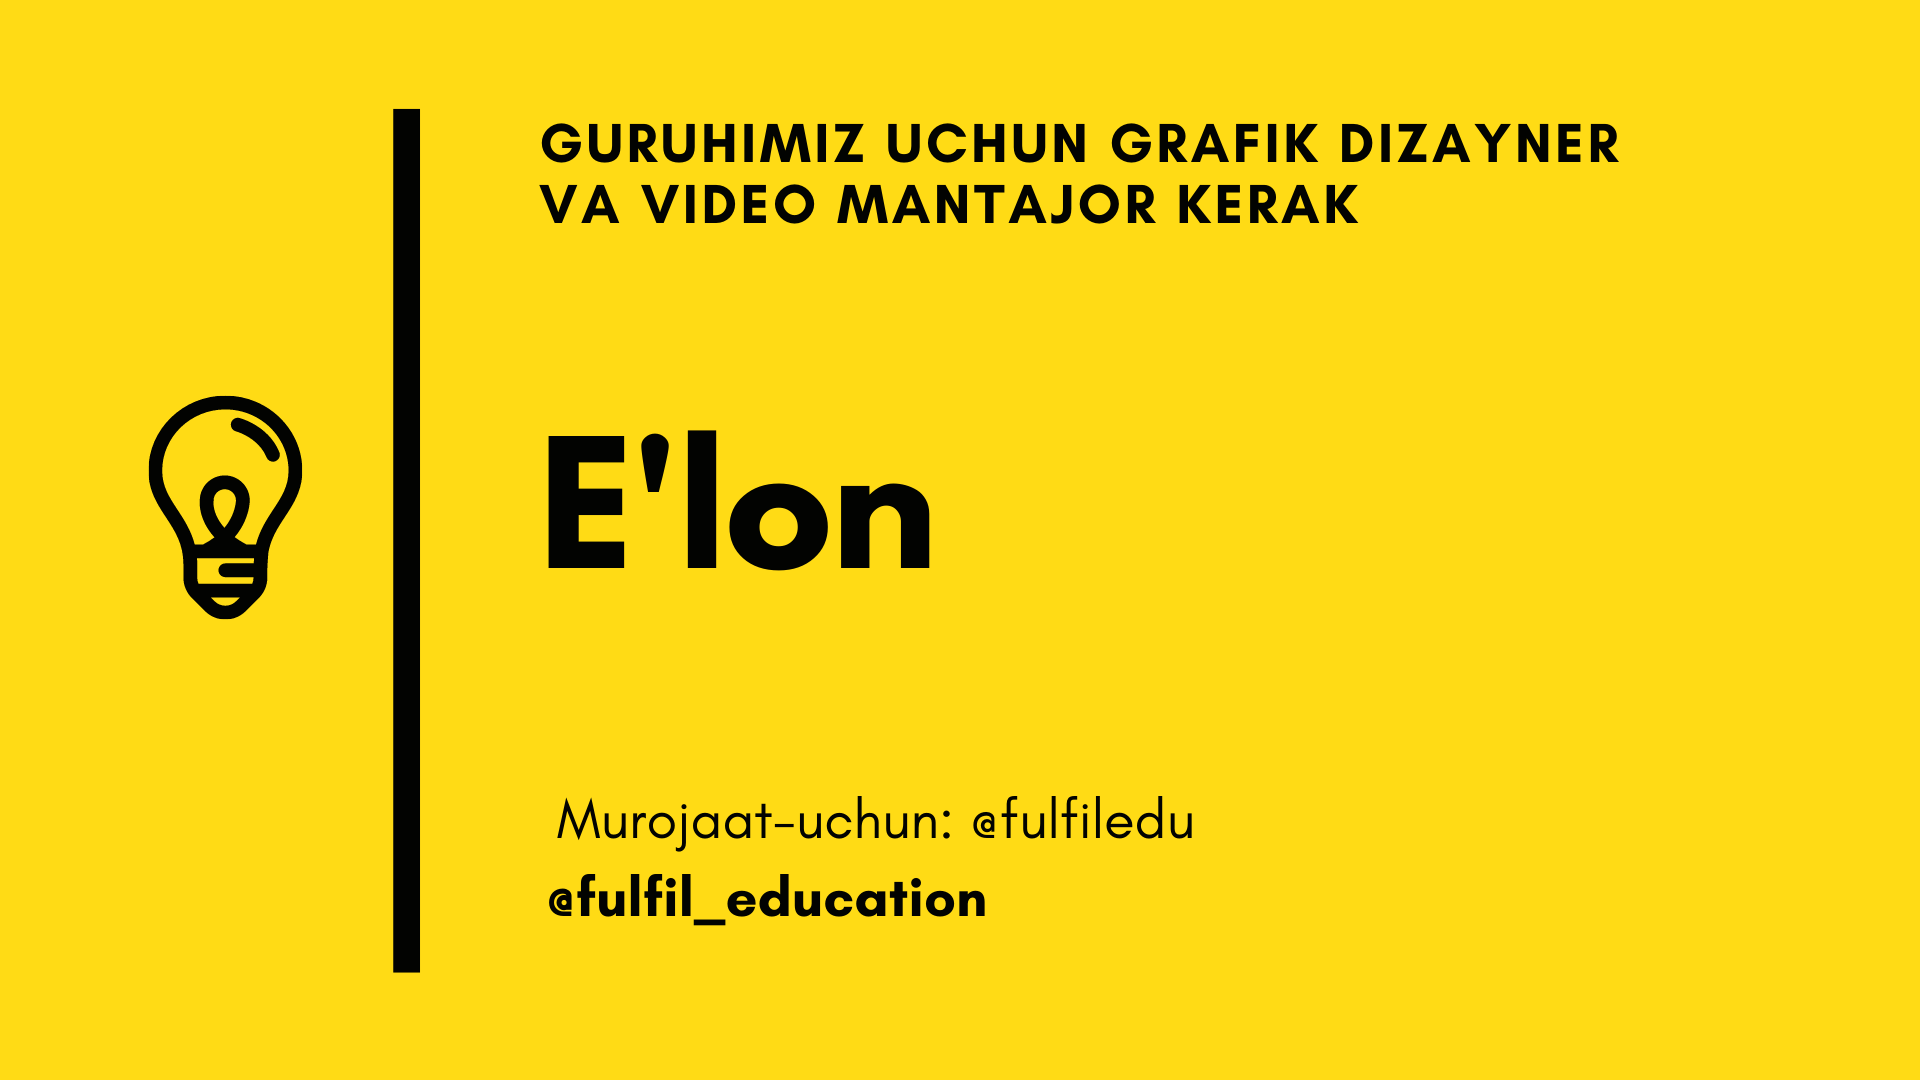 GURUHIMIZ UCHUN GRAFIK DIZAYNER
VA VIDEO MANTAJOR KERAK
E'lon
Murojaat-uchun: @fulfiledu
@fulfil_education